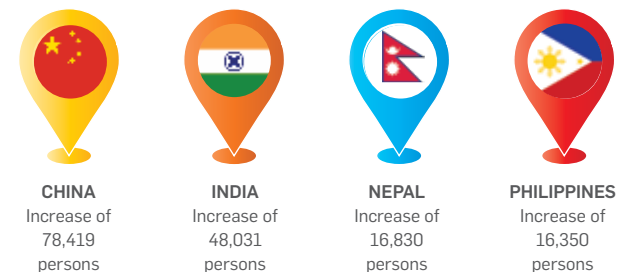 CHINA
Increase of
78,419
persons
INDIA
Increase of
48,031
persons
NEPAL
Increase of
16,830
persons
PHILIPPINES
Increase of
16,350
persons